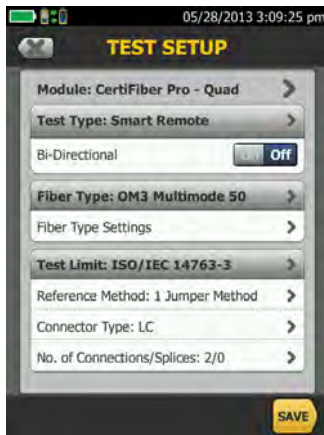 05/28/2013 3:09:25 pm
TEST SETUP
Module: CertiFiber Pro - Quad
Test Type: Smart Remote
Bi-Directional
Off
Fiber Type: OM3 Multimode 50
Fiber Type Settings
Test Limit: ISO/IEC 14763-3
Reference Method: 1 Jumper Method
Connector Type: LC
No. of Connections/Splices: 2/0
SAVE